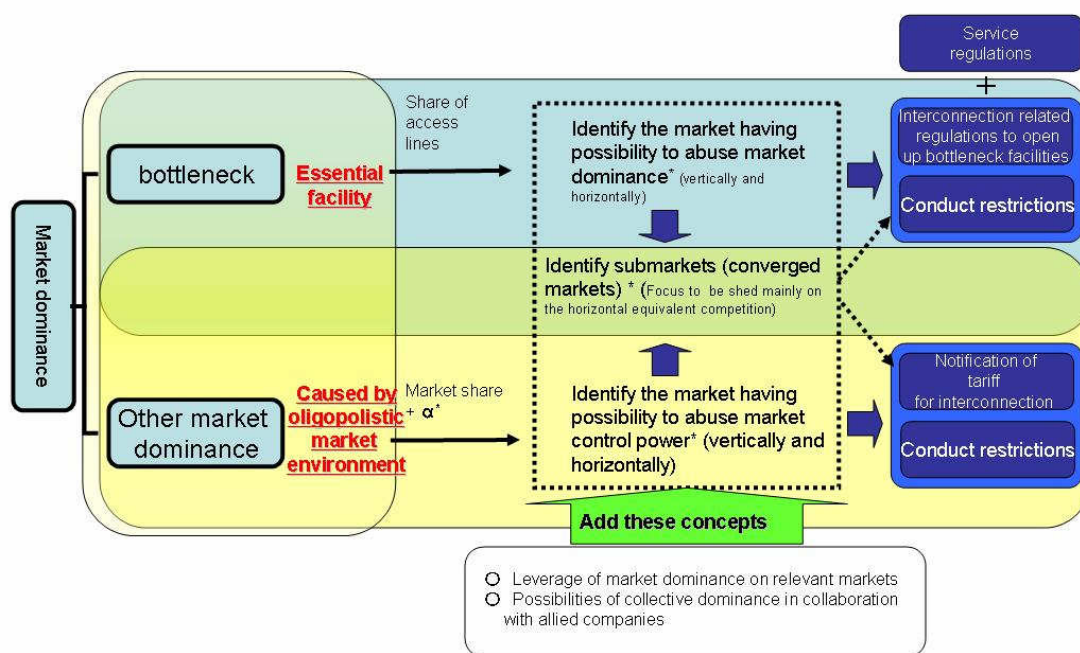 Service
regulations
+
Market dominance
bottleneck
Essential
facility
Share of
access
lines
Identify the market having
possibility to abuse market
dominance* (vertically and
horizontally)
Interconnection related
regulations to open
up bottleneck facilities
Conduct restrictions
Identify submarkets (converged
markets) * (Focus to be shed mainly on
the horizontal equivalent competition)
Other market
dominance
Caused by
oligopolistic
market
environment
Market share
+ α*
Identify the market having
possibility to abuse market
control power* (vertically and
horizontally)
Notification of
tariff
for interconnection
Conduct restrictions
Add these concepts
O Leverage of market dominance on relevant markets
O Possibilities of collective dominance in collaboration
with allied companies